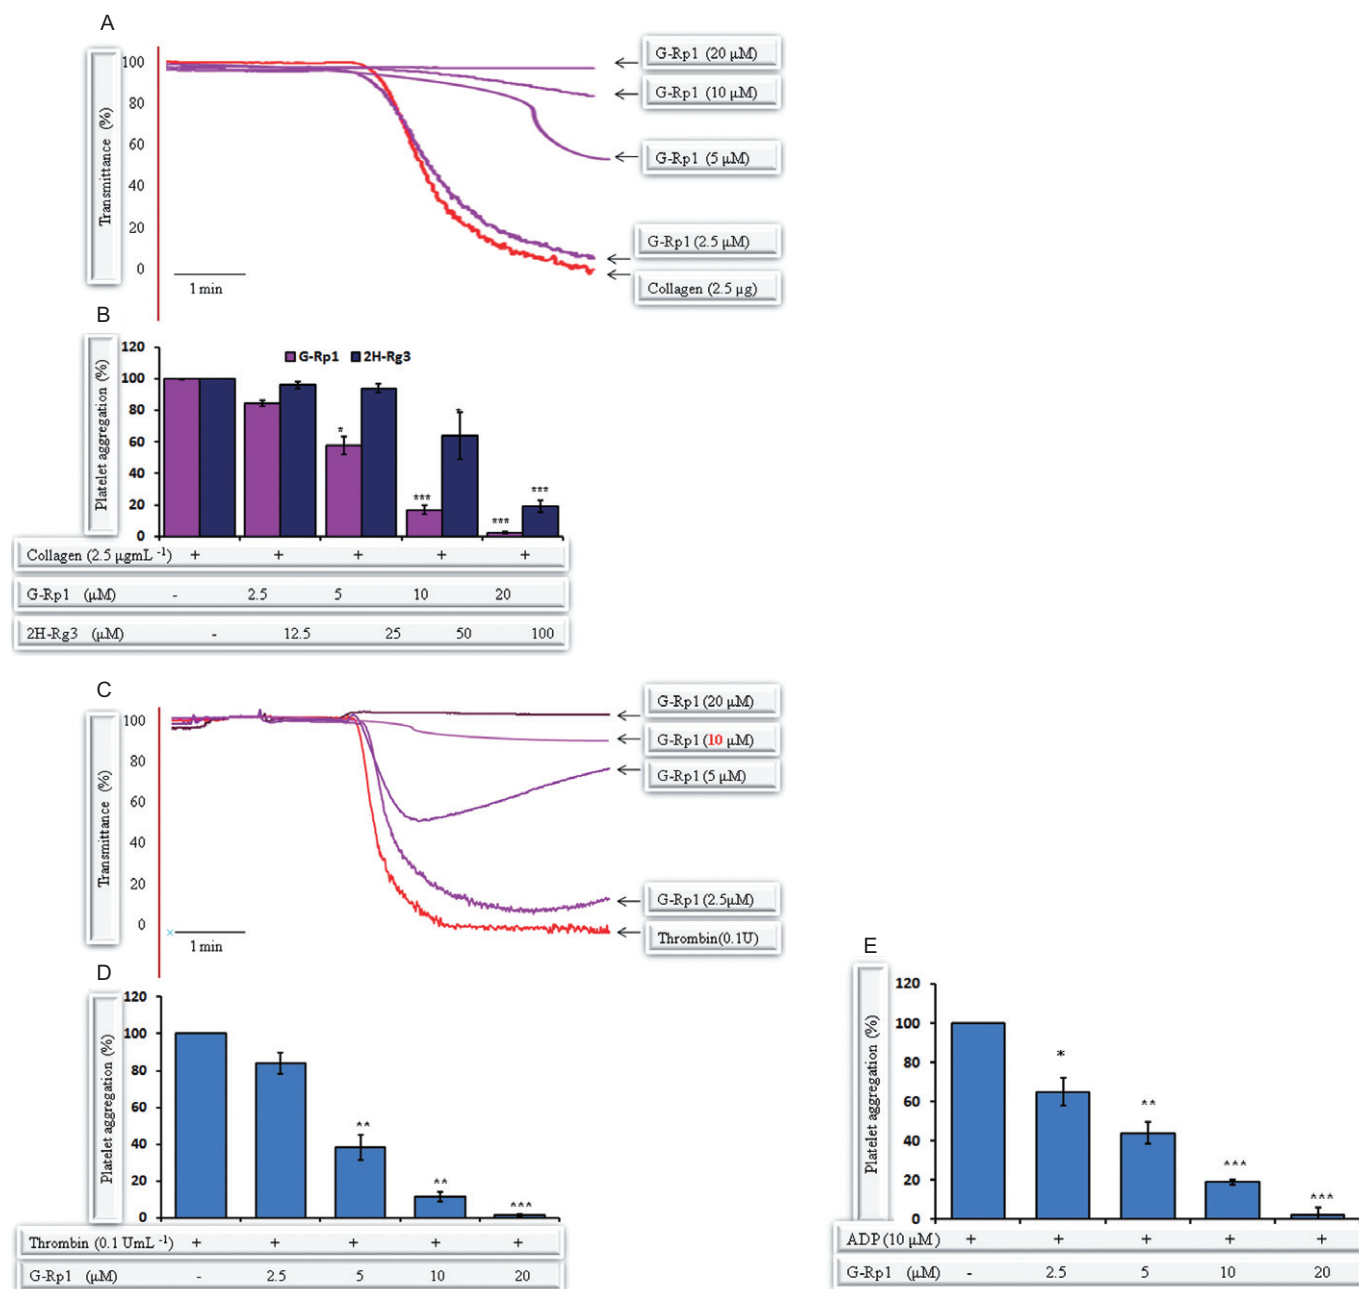 A
Transmittance (%)
100
80
60
40
20
0
1 min
G-Rp1 (20 µM)
G-Rp1 (10 µM)
G-Rp1 (5 µM)
G-Rp1 (2.5 µM)
Collagen (2.5 µg)
B
Platelet aggregation (%)
120
100
80
60
40
20
0
G-Rp1 2H-Rg3
*
***
*
***
***
Collagen (2.5 µgmL -1) + + + + +
G-Rp1 (µM) - 2.5 5 10 20
2H-Rg3 (µM) - 12.5 25 50 100
C
Transmittance (%)
100
80
60
40
20
0
1 min
G-Rp1 (20 µM)
G-Rp1 (10 µM)
G-Rp1 (5 µM)
G-Rp1 (2.5µM)
Thrombin(0.1U)
D
Platelet aggregation (%)
120
100
80
60
40
20
0
**
**
***
Thrombin (0.1 UmL -1) + + + + +
G-Rp1 (µM) - 2.5 5 10 20
E
Platelet aggregation (%)
120
100
80
60
40
20
0
*
**
***
***
ADP (10 µM) + + + + +
G-Rp1 (µM) - 2.5 5 10 20